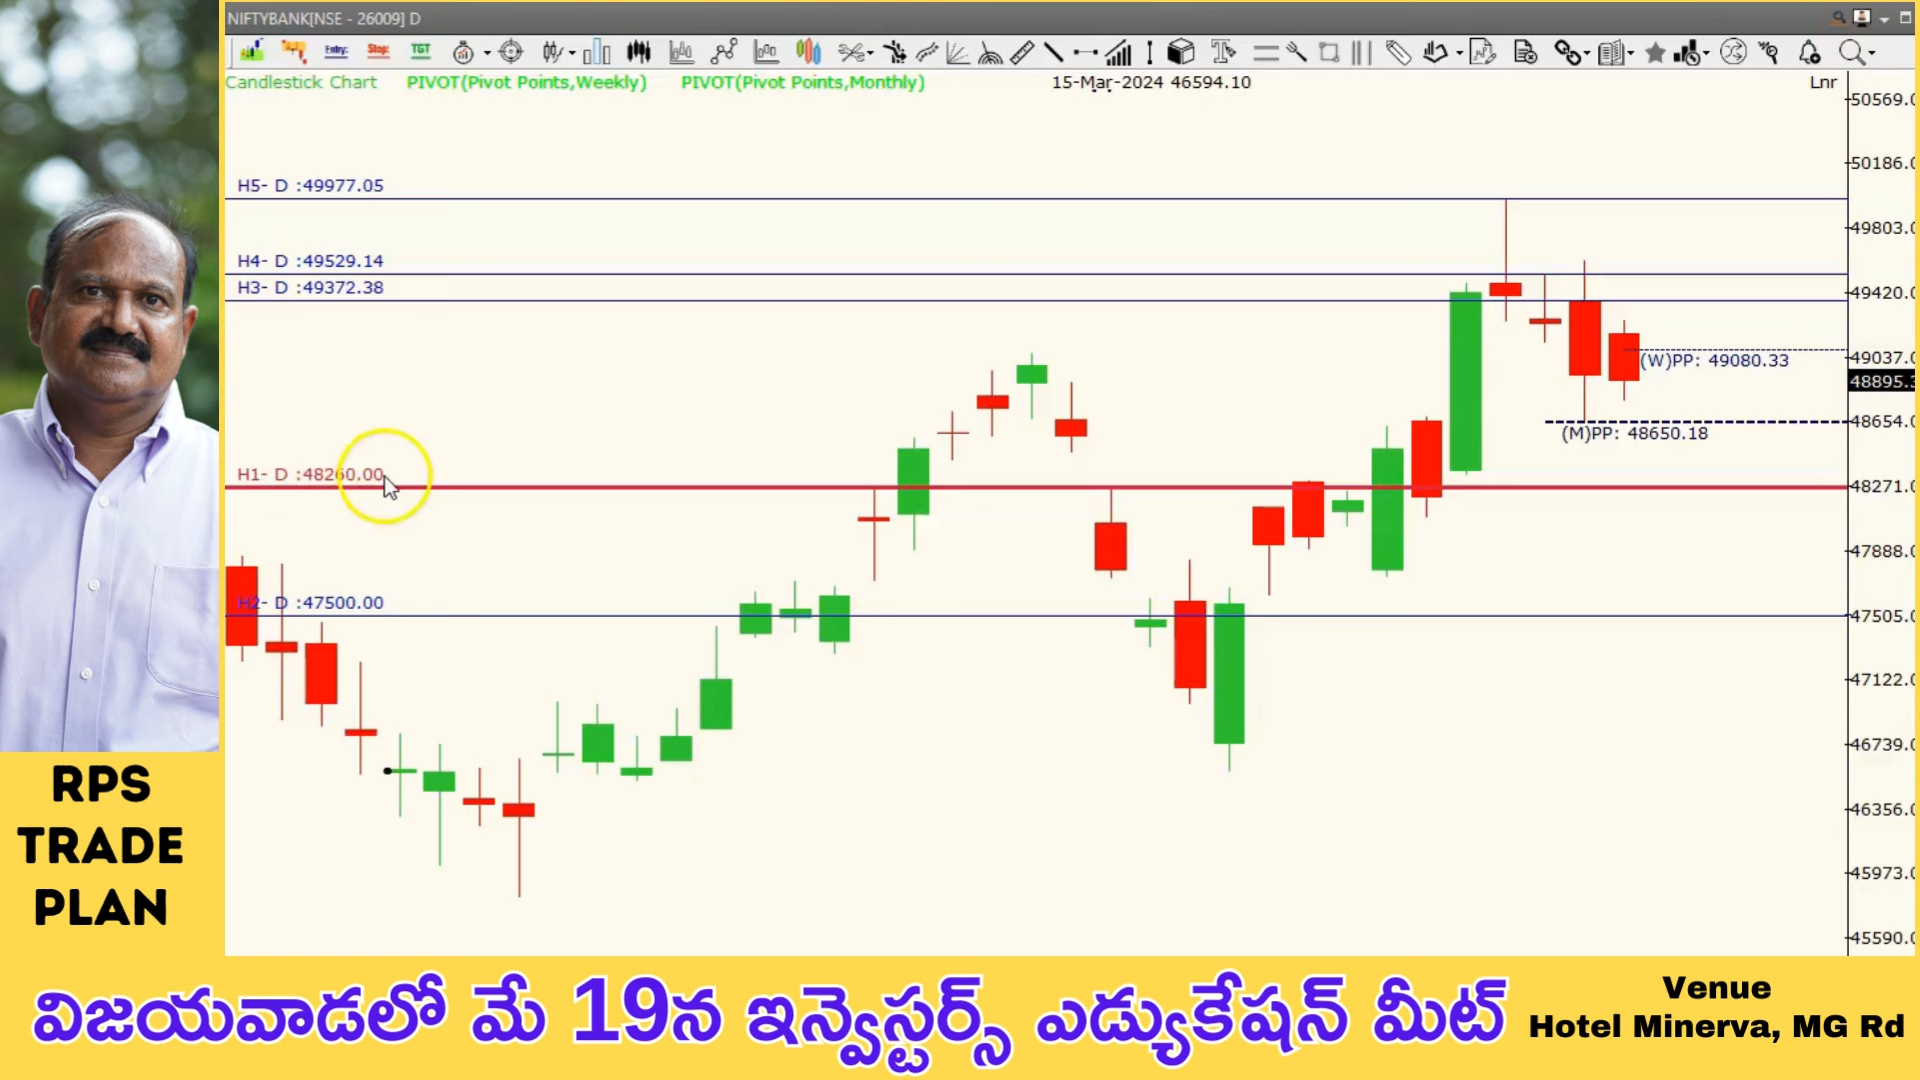 NIFTYBANK[NSE - 26009] D
Entry: Stop: TGT
Candlestick Chart PIVOT(Pivot Points,Weekly) PIVOT(Pivot Points,Monthly) 15-Mar-2024 46594.10 Lnr
50569.0
50186.0
H5- D :49977.05
49803.0
H4- D :49529.14
H3- D :49372.38
49420.0
49037.0
(W)PP: 49080.33
48895.3
48654.0
(M)PP: 48650.18
H1- D :48260.00
48271.0
47888.0
H2- D :47500.00
47505.0
47122.0
46739.0
46356.0
45973.0
45590.0
RPS
TRADE
PLAN
విజయవాడలో మే 19న ఇన్వెస్టర్స్ ఎడ్యుకేషన్ మీట్
Venue
Hotel Minerva, MG Rd